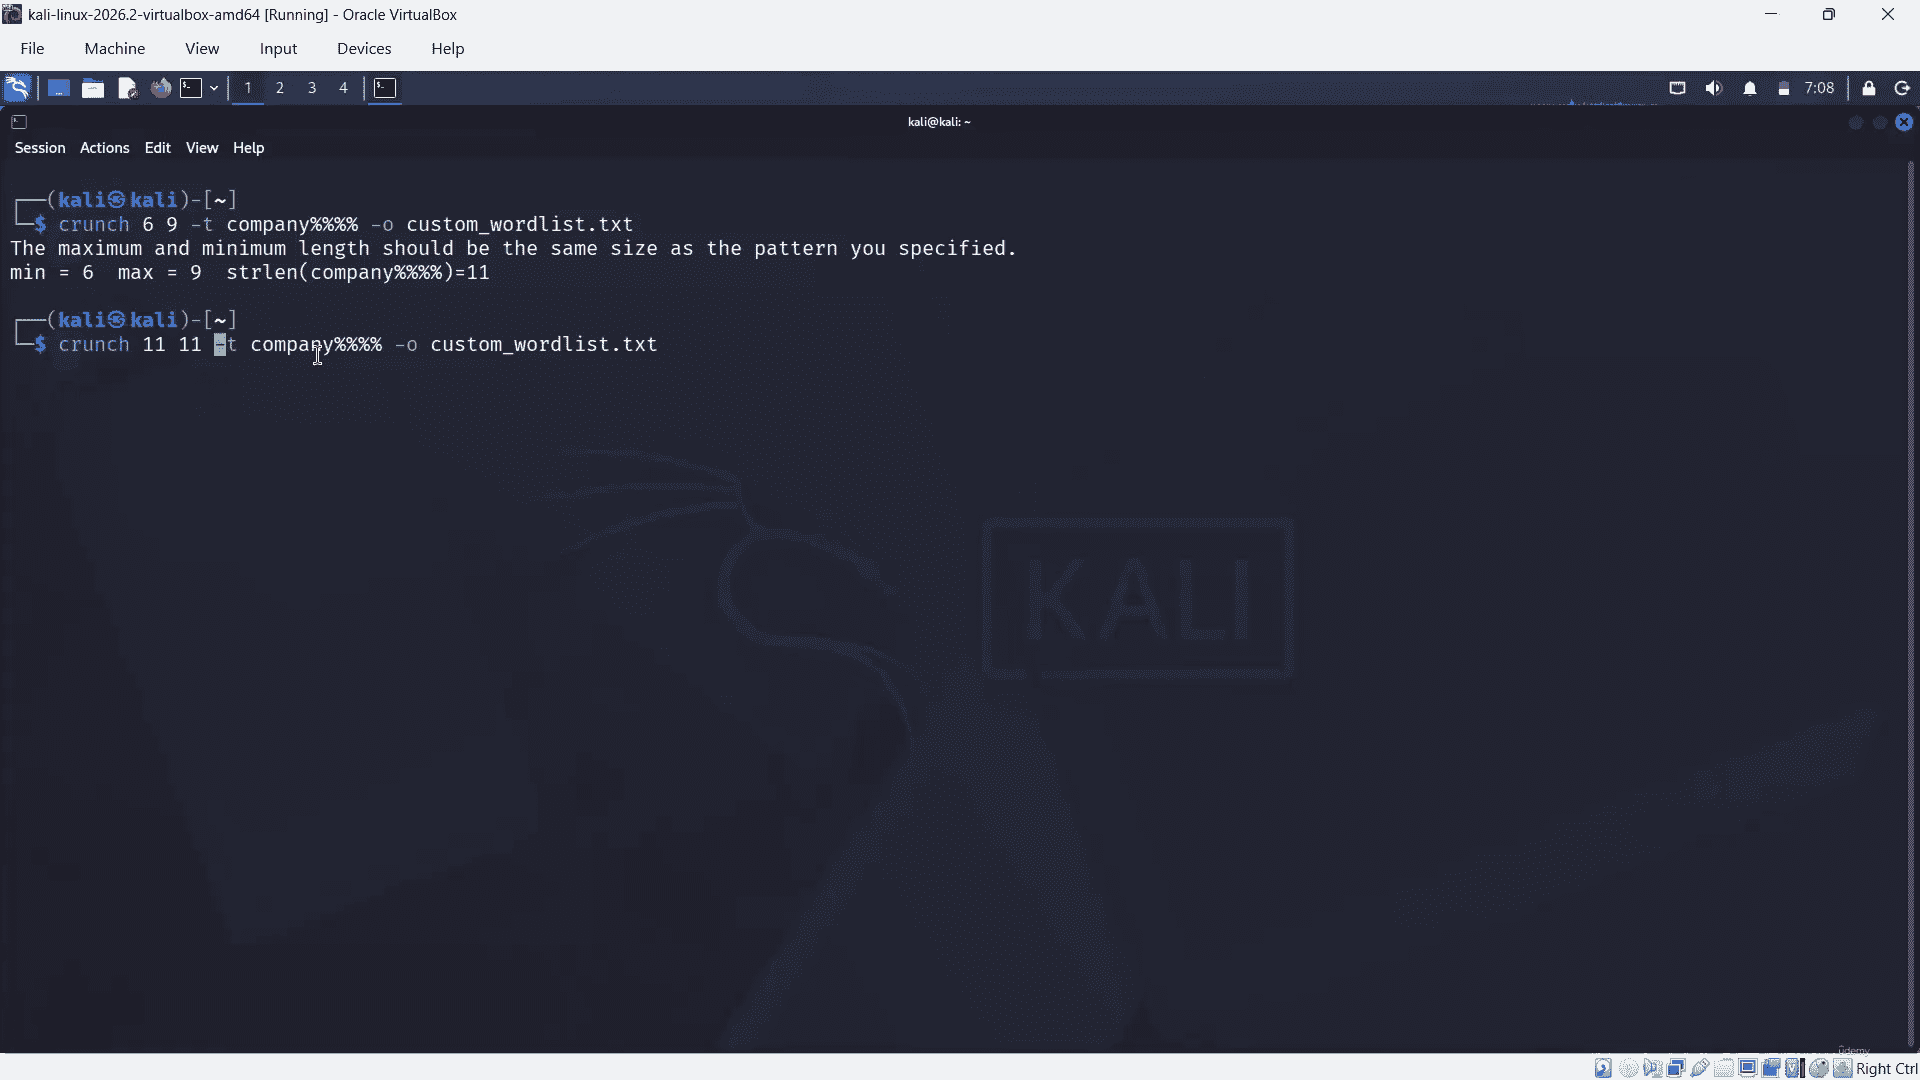 kali-linux-2026.2-virtualbox-amd64 [Running] - Oracle VirtualBox
File Machine View Input Devices Help
1 2 3 4 7:08
kali@kali: ~
Session Actions Edit View Help
┌──(kali㉿kali)-[~]
└─$ crunch 6 9 -t company%%%% -o custom_wordlist.txt
The maximum and minimum length should be the same size as the pattern you specified.
min = 6  max = 9  strlen(company%%%%)=11
┌──(kali㉿kali)-[~]
└─$ crunch 11 11 -t company%%%% -o custom_wordlist.txt
KALI
ûdemy
Right Ctrl